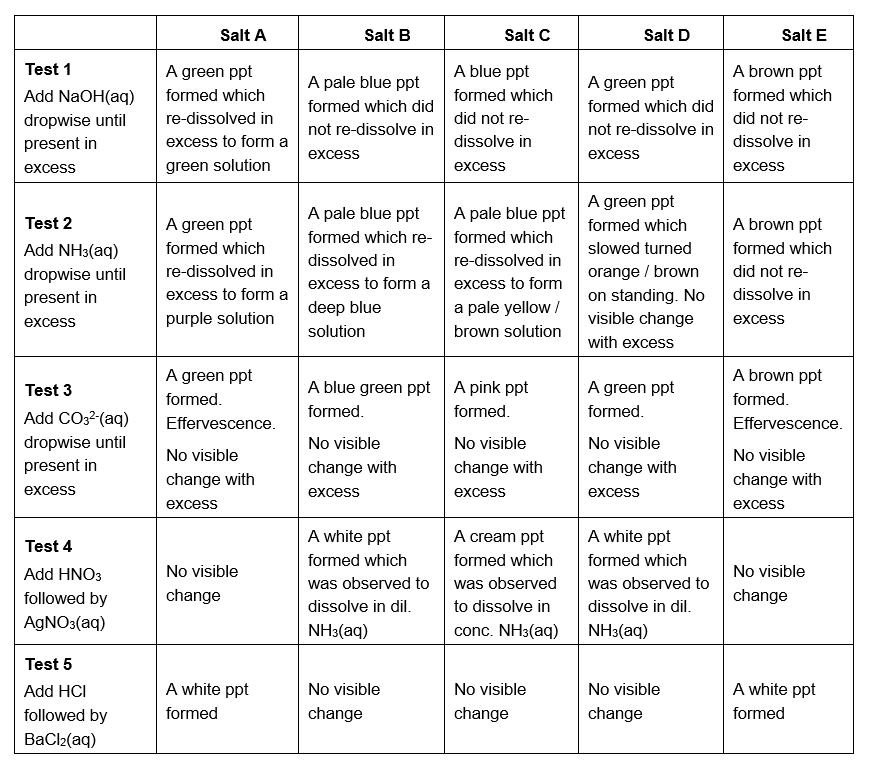 Salt A
Salt B
Salt C
Salt D
Salt E
Test 1
Add NaOH(aq)
dropwise until
present in
excess
A green ppt
formed which
re-dissolved in
excess to form a
green solution
A pale blue ppt
formed which did
not re-dissolve in
excess
A blue ppt
formed which
did not re-
dissolve in
excess
A green ppt
formed which did
not re-dissolve in
excess
A brown ppt
formed which
did not re-
dissolve in
excess
Test 2
Add NH₃(aq)
dropwise until
present in
excess
A green ppt
formed which
re-dissolved in
excess to form a
purple solution
A pale blue ppt
formed which re-
dissolved in
excess to form a
deep blue
solution
A pale blue ppt
formed which
re-dissolved in
excess to form
a pale yellow /
brown solution
A green ppt
formed which
slowed turned
orange / brown
on standing. No
visible change
with excess
A brown ppt
formed which
did not re-
dissolve in
excess
Test 3
Add CO₃²⁻(aq)
dropwise until
present in
excess
A green ppt
formed.
Effervescence.
No visible
change with
excess
A blue green ppt
formed.
No visible
change with
excess
A pink ppt
formed.
No visible
change with
excess
A green ppt
formed.
No visible
change with
excess
A brown ppt
formed.
Effervescence.
No visible
change with
excess
Test 4
Add HNO₃
followed by
AgNO₃(aq)
No visible
change
A white ppt
formed which
was observed to
dissolve in dil.
NH₃(aq)
A cream ppt
formed which
was observed
to dissolve in
conc. NH₃(aq)
A white ppt
formed which
was observed to
dissolve in dil.
NH₃(aq)
No visible
change
Test 5
Add HCl
followed by
BaCl₂(aq)
A white ppt
formed
No visible
change
No visible
change
No visible
change
A white ppt
formed